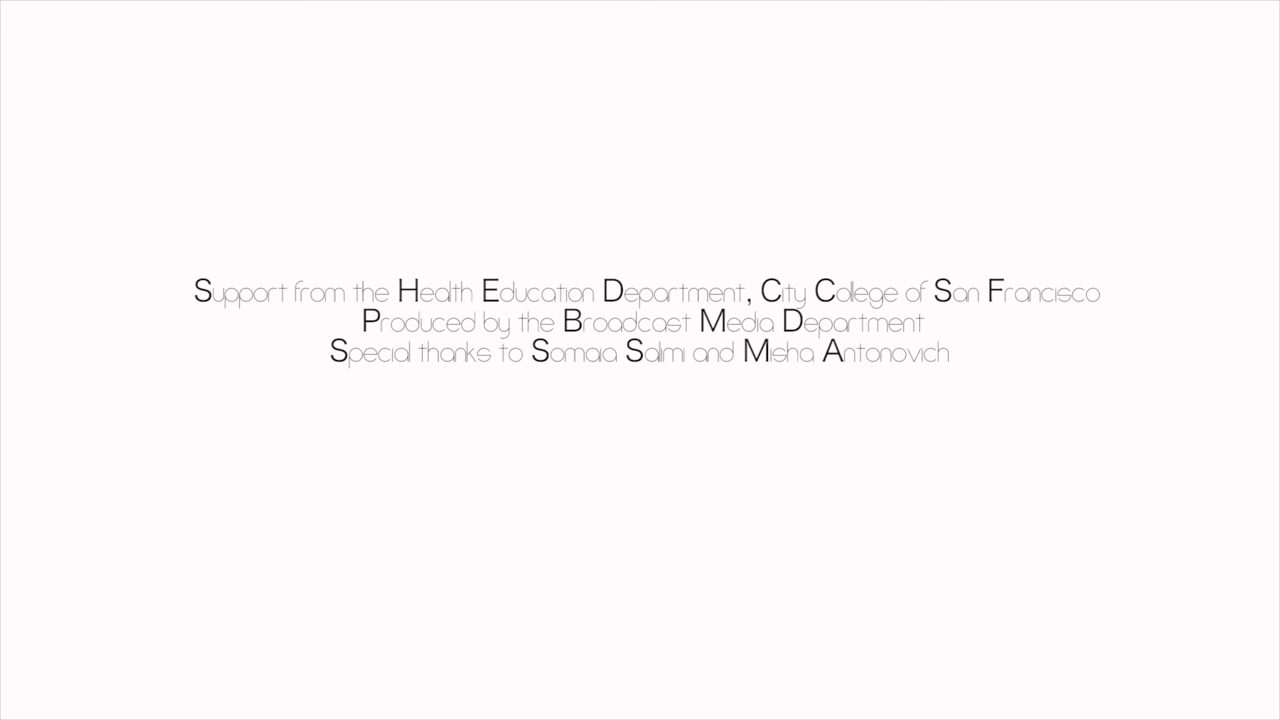 Support from the Health Education Department, City College of San Francisco
Produced by the Broadcast Media Department
Special thanks to Somaia Salmi and Misha Antonovich